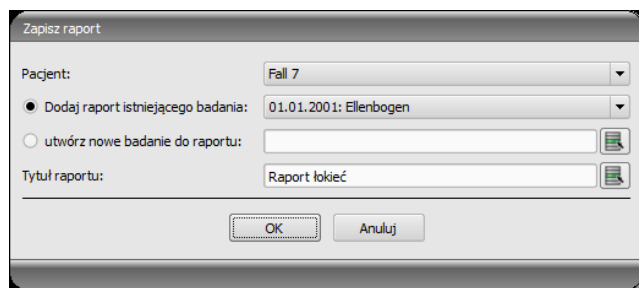 Zapisz raport
Pacjent: Fall 7
Dodaj raport istniejącego badania: 01.01.2001: Ellenbogen
utwórz nowe badanie do raportu:
Tytuł raportu: Raport łokieć
OK Anuluj